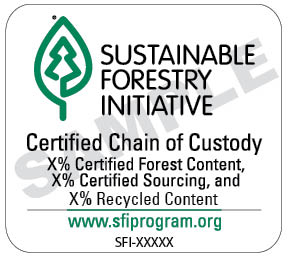 ®
SUSTAINABLE
FORESTRY
INITIATIVE
SAMPLE
Certified Chain of Custody
X% Certified Forest Content,
X% Certified Sourcing, and
X% Recycled Content
www.sfiprogram.org
SFI-XXXXX